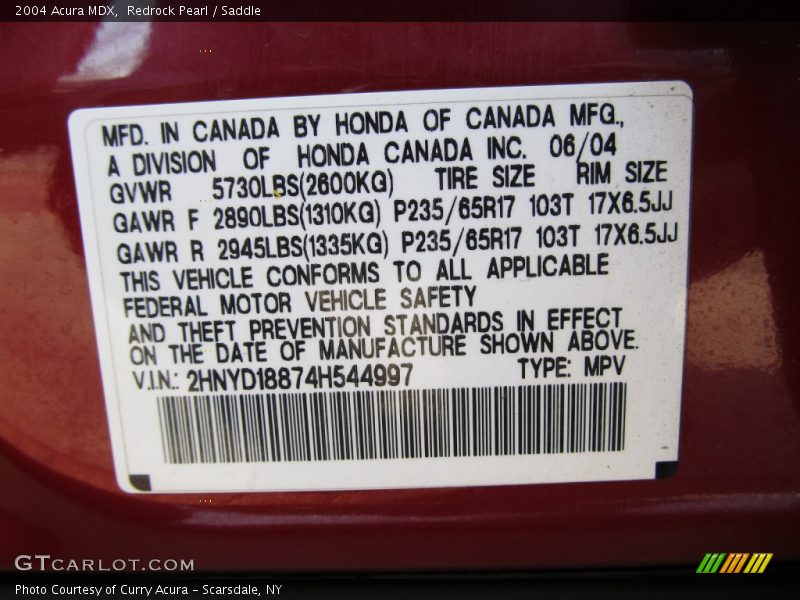 2004 Acura MDX,  Redrock Pearl / Saddle
MFD. IN CANADA BY HONDA OF CANADA MFG.,
A DIVISION OF HONDA CANADA INC. 06/04
GVWR 5730LBS(2600KG) TIRE SIZE RIM SIZE
GAWR F 2890LBS(1310KG) P235/65R17 103T 17X6.5JJ
GAWR R 2945LBS(1335KG) P235/65R17 103T 17X6.5JJ
THIS VEHICLE CONFORMS TO ALL APPLICABLE
FEDERAL MOTOR VEHICLE SAFETY
AND THEFT PREVENTION STANDARDS IN EFFECT
ON THE DATE OF MANUFACTURE SHOWN ABOVE.
V.I.N.: 2HNYD18874H544997 TYPE: MPV
GTCARLOT.COM
Photo Courtesy of Curry Acura - Scarsdale, NY